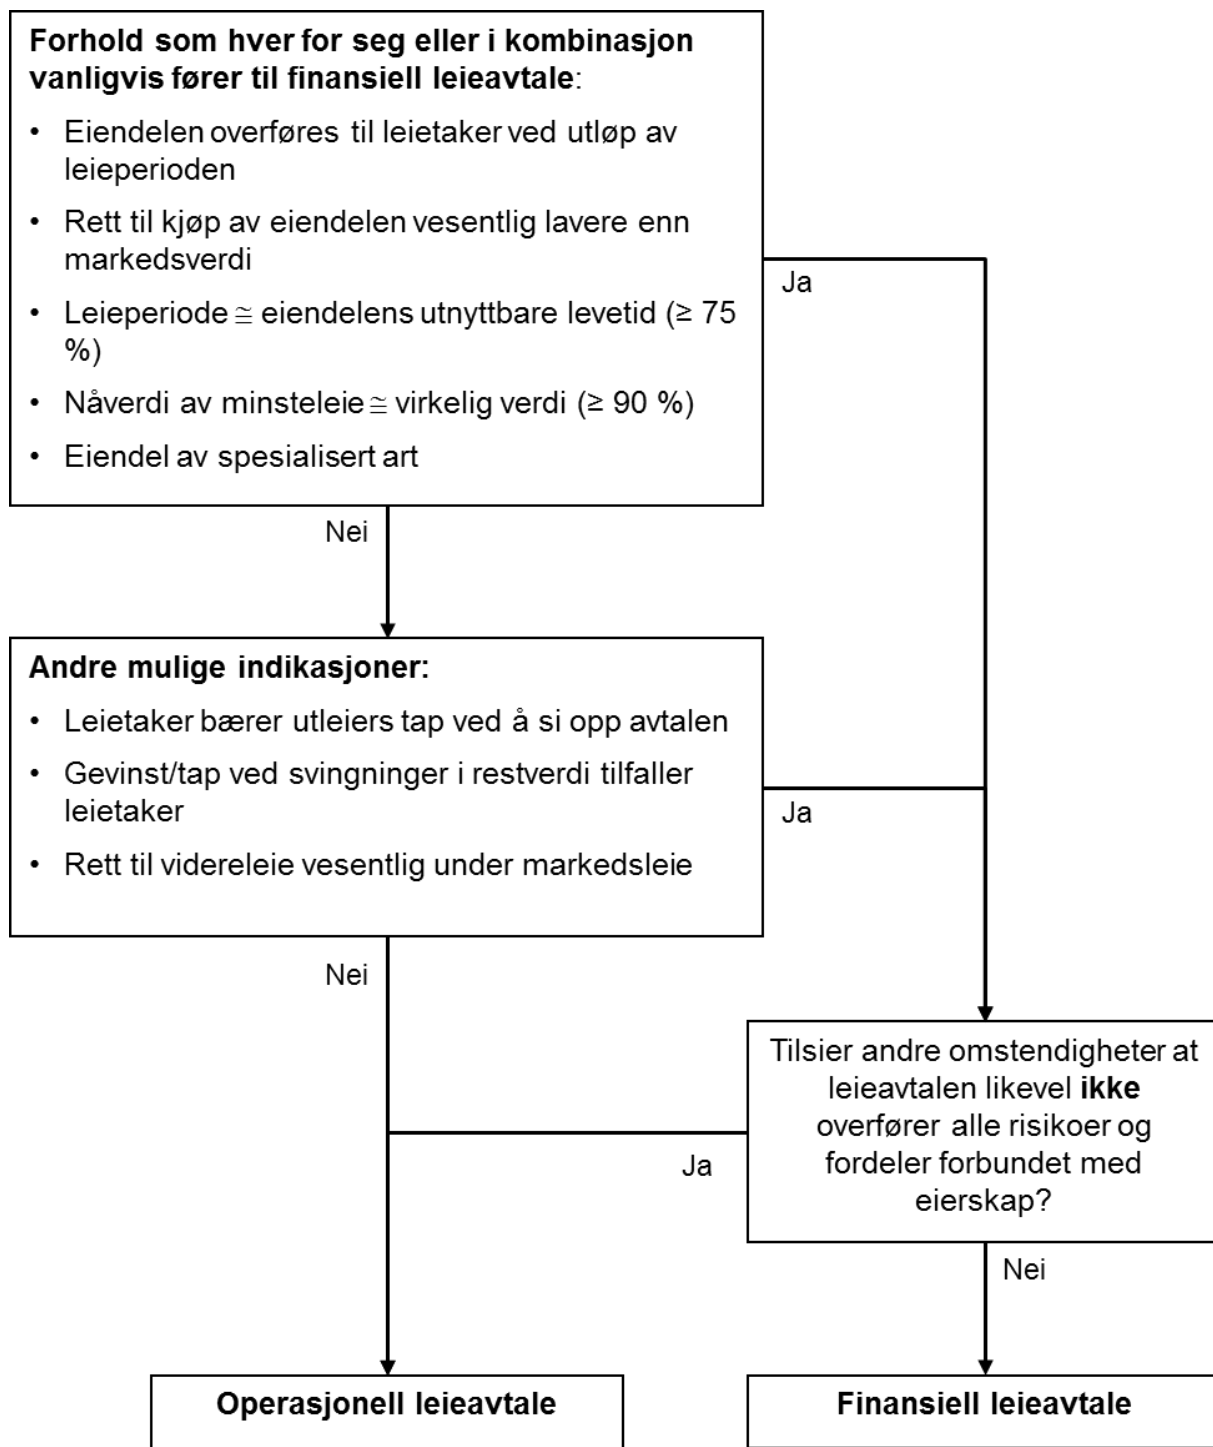 Forhold som hver for seg eller i kombinasjon
vanligvis fører til finansiell leieavtale:
• Eiendelen overføres til leietaker ved utløp av
leieperioden
• Rett til kjøp av eiendelen vesentlig lavere enn
markedsverdi
Ja
• Leieperiode ≅ eiendelens utnyttbare levetid (≥ 75
%)
• Nåverdi av minsteleie ≅ virkelig verdi (≥ 90 %)
• Eiendel av spesialisert art
Nei
Andre mulige indikasjoner:
• Leietaker bærer utleiers tap ved å si opp avtalen
• Gevinst/tap ved svingninger i restverdi tilfaller
leietaker
Ja
• Rett til videreleie vesentlig under markedsleie
Nei
Tilsier andre omstendigheter at
leieavtalen likevel ikke
overfører alle risikoer og
fordeler forbundet med
eierskap?
Ja
Nei
Operasjonell leieavtale
Finansiell leieavtale